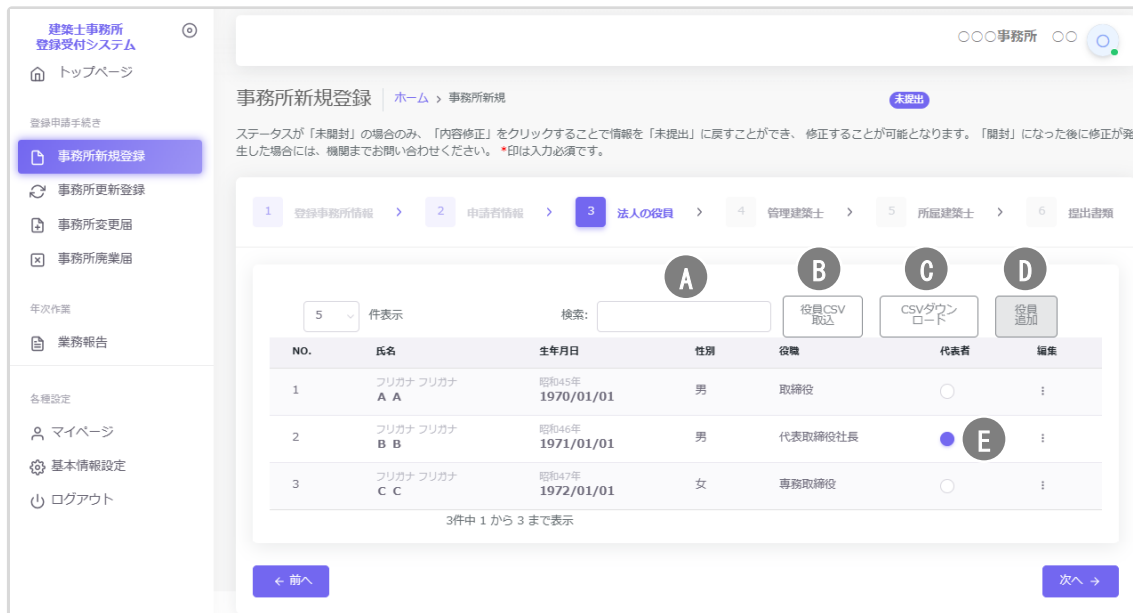 建築士事務所
登録受付システム
〇〇〇事務所 〇〇
〇
トップページ
事務所新規登録 ホーム > 事務所新規
未提出
登録申請手続き
ステータスが「未開封」の場合のみ、「内容修正」をクリックすることで情報を「未提出」に戻すことができ、 修正することが可能となります。「開封」になった後に修正が発
生した場合には、機関までお問い合わせください。 *印は入力必須です。
事務所新規登録
事務所更新登録
事務所変更届
事務所廃業届
年次作業
業務報告
各種設定
マイページ
基本情報設定
ログアウト
1 登録事務所情報 > 2 申請者情報 > 3 法人の役員 > 4 管理建築士 > 5 所属建築士 > 6 提出書類
A B C D
5 件表示 検索:
役員CSV
取込
CSVダウン
ロード
役員
追加
NO. 氏名 生年月日 性別 役職 代表者 編集
フリガナ フリガナ 昭和45年
1 A A 1970/01/01 男 取締役
フリガナ フリガナ 昭和46年
2 B B 1971/01/01 男 代表取締役社長 E
フリガナ フリガナ 昭和47年
3 C C 1972/01/01 女 専務取締役
3件中 1 から 3 まで表示
← 前へ
次へ →